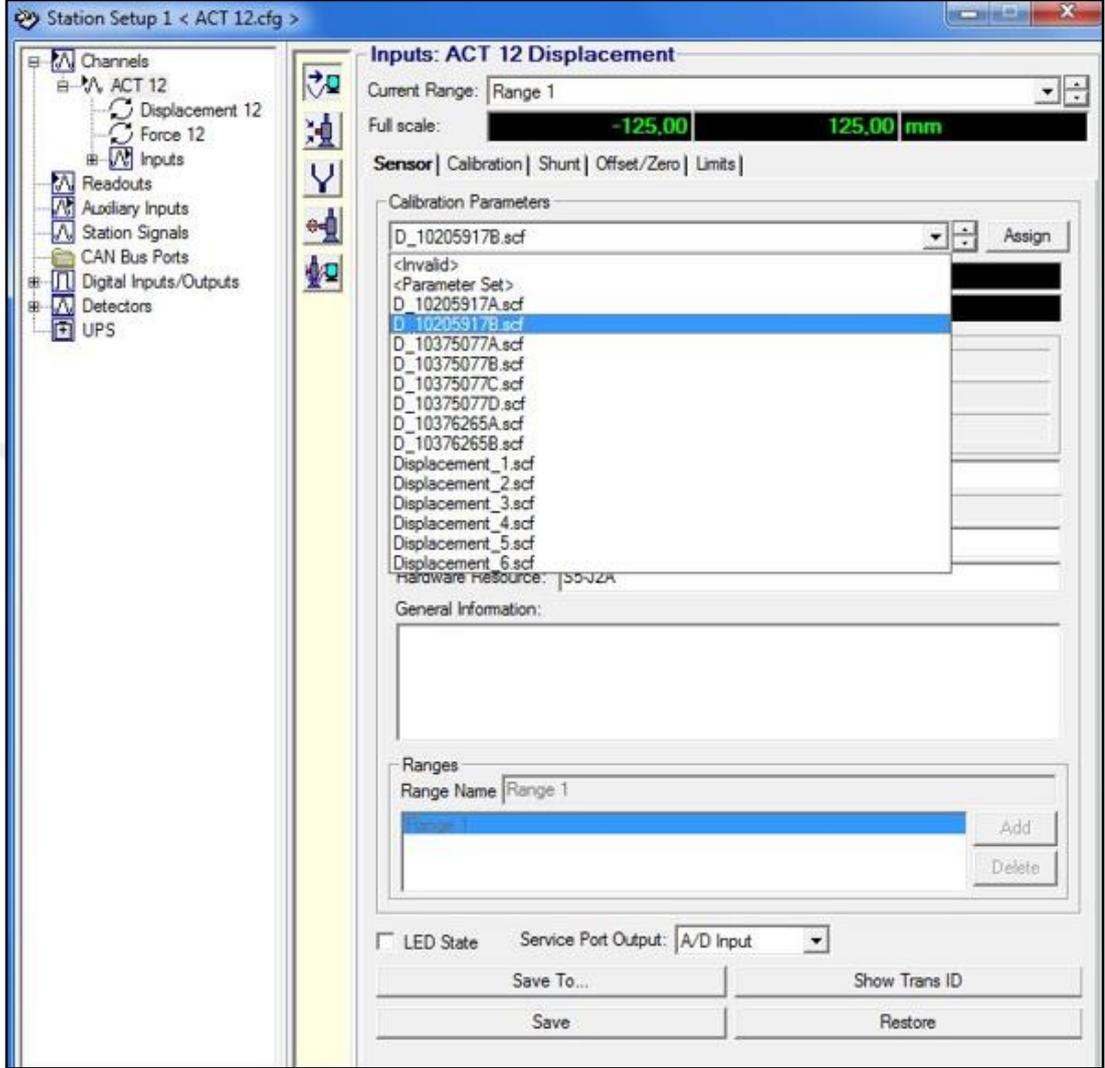 Station Setup 1 < ACT 12.cfg >
Channels
ACT 12
Displacement 12
Force 12
Inputs
Readouts
Auxiliary Inputs
Station Signals
CAN Bus Ports
Digital Inputs/Outputs
Detectors
UPS
Inputs: ACT 12 Displacement
Current Range: Range 1
Full scale: -125,00 125,00 mm
Sensor Calibration Shunt Offset/Zero Limits
Calibration Parameters
D_10205917B.scf Assign
<Invalid>
<Parameter Set>
D_10205917A.scf
D_10205917B.scf
D_10375077A.scf
D_10375077B.scf
D_10375077C.scf
D_10375077D.scf
D_10376265A.scf
D_10376265B.scf
Displacement_1.scf
Displacement_2.scf
Displacement_3.scf
Displacement_4.scf
Displacement_5.scf
Displacement_6.scf
Hardware Resource: S5-J2A
General Information:
Ranges
Range Name Range 1
Range 1 Add
Delete
LED State Service Port Output: A/D Input
Save To... Show Trans ID
Save Restore